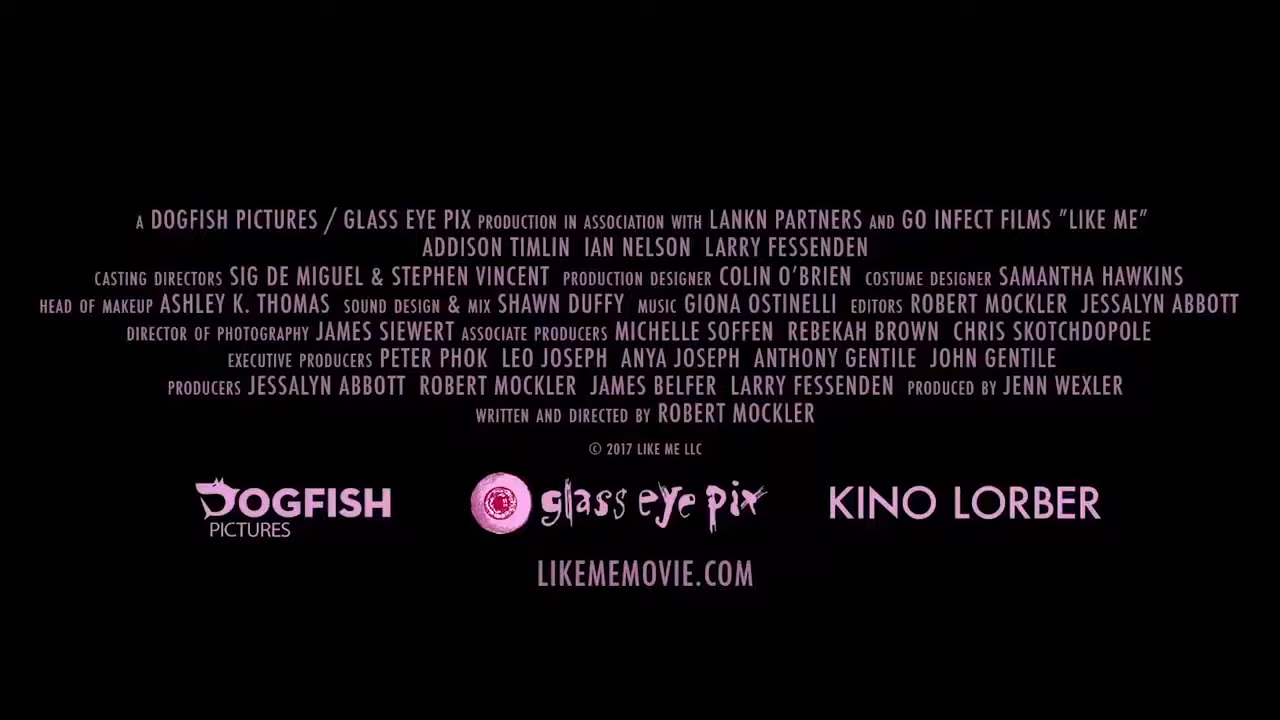 A DOGFISH PICTURES / GLASS EYE PIX PRODUCTION IN ASSOCIATION WITH LANKN PARTNERS AND GO INFECT FILMS "LIKE ME"
ADDISON TIMLIN IAN NELSON LARRY FESSENDEN
CASTING DIRECTORS SIG DE MIGUEL & STEPHEN VINCENT PRODUCTION DESIGNER COLIN O'BRIEN COSTUME DESIGNER SAMANTHA HAWKINS
HEAD OF MAKEUP ASHLEY K. THOMAS SOUND DESIGN & MIX SHAWN DUFFY MUSIC GIONA OSTINELLI EDITORS ROBERT MOCKLER JESSALYN ABBOTT
DIRECTOR OF PHOTOGRAPHY JAMES SIEWERT ASSOCIATE PRODUCERS MICHELLE SOFFEN REBEKAH BROWN CHRIS SKOTCHDOPOLE
EXECUTIVE PRODUCERS PETER PHOK LEO JOSEPH ANYA JOSEPH ANTHONY GENTILE JOHN GENTILE
PRODUCERS JESSALYN ABBOTT ROBERT MOCKLER JAMES BELFER LARRY FESSENDEN PRODUCED BY JENN WEXLER
WRITTEN AND DIRECTED BY ROBERT MOCKLER
© 2017 LIKE ME LLC
DOGFISH PICTURES glass eye pix KINO LORBER
LIKEMEMOVIE.COM